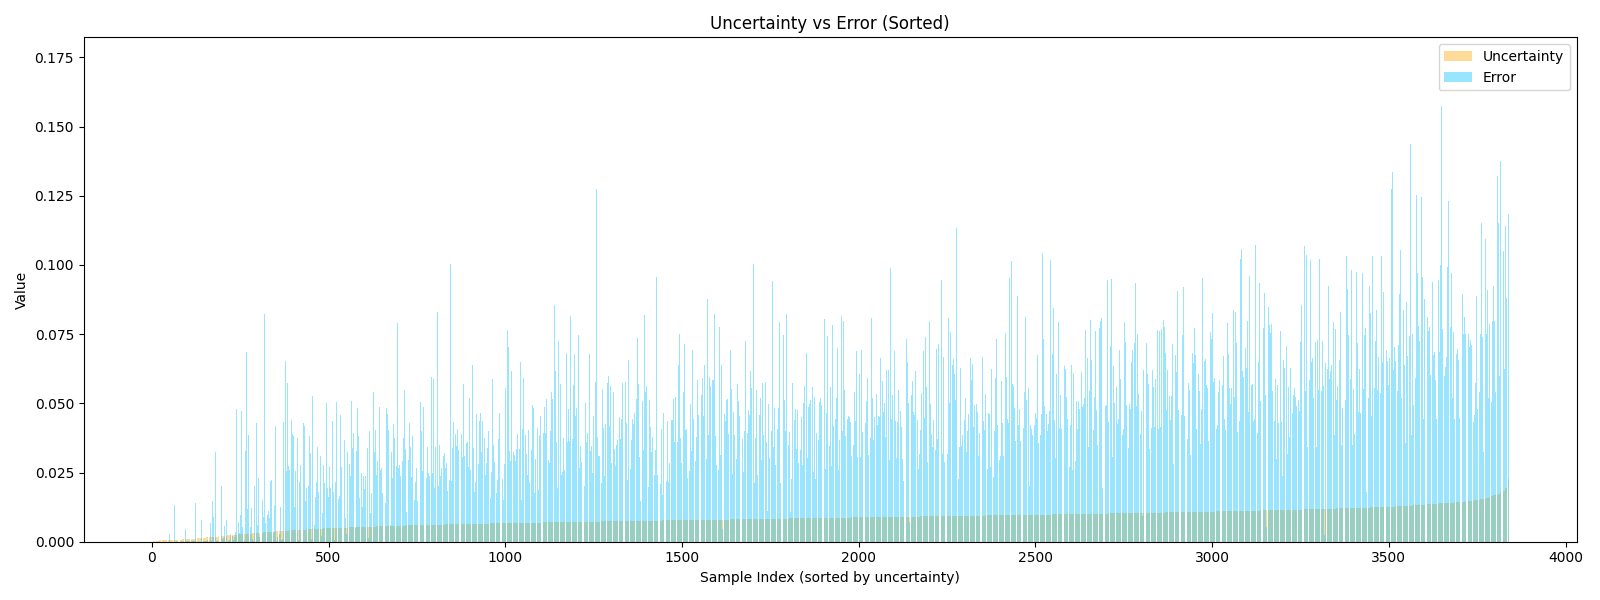 Uncertainty vs Error (Sorted)
Uncertainty
Error
Value
0.175
0.150
0.125
0.100
0.075
0.050
0.025
0.000
0 500 1000 1500 2000 2500 3000 3500 4000
Sample Index (sorted by uncertainty)